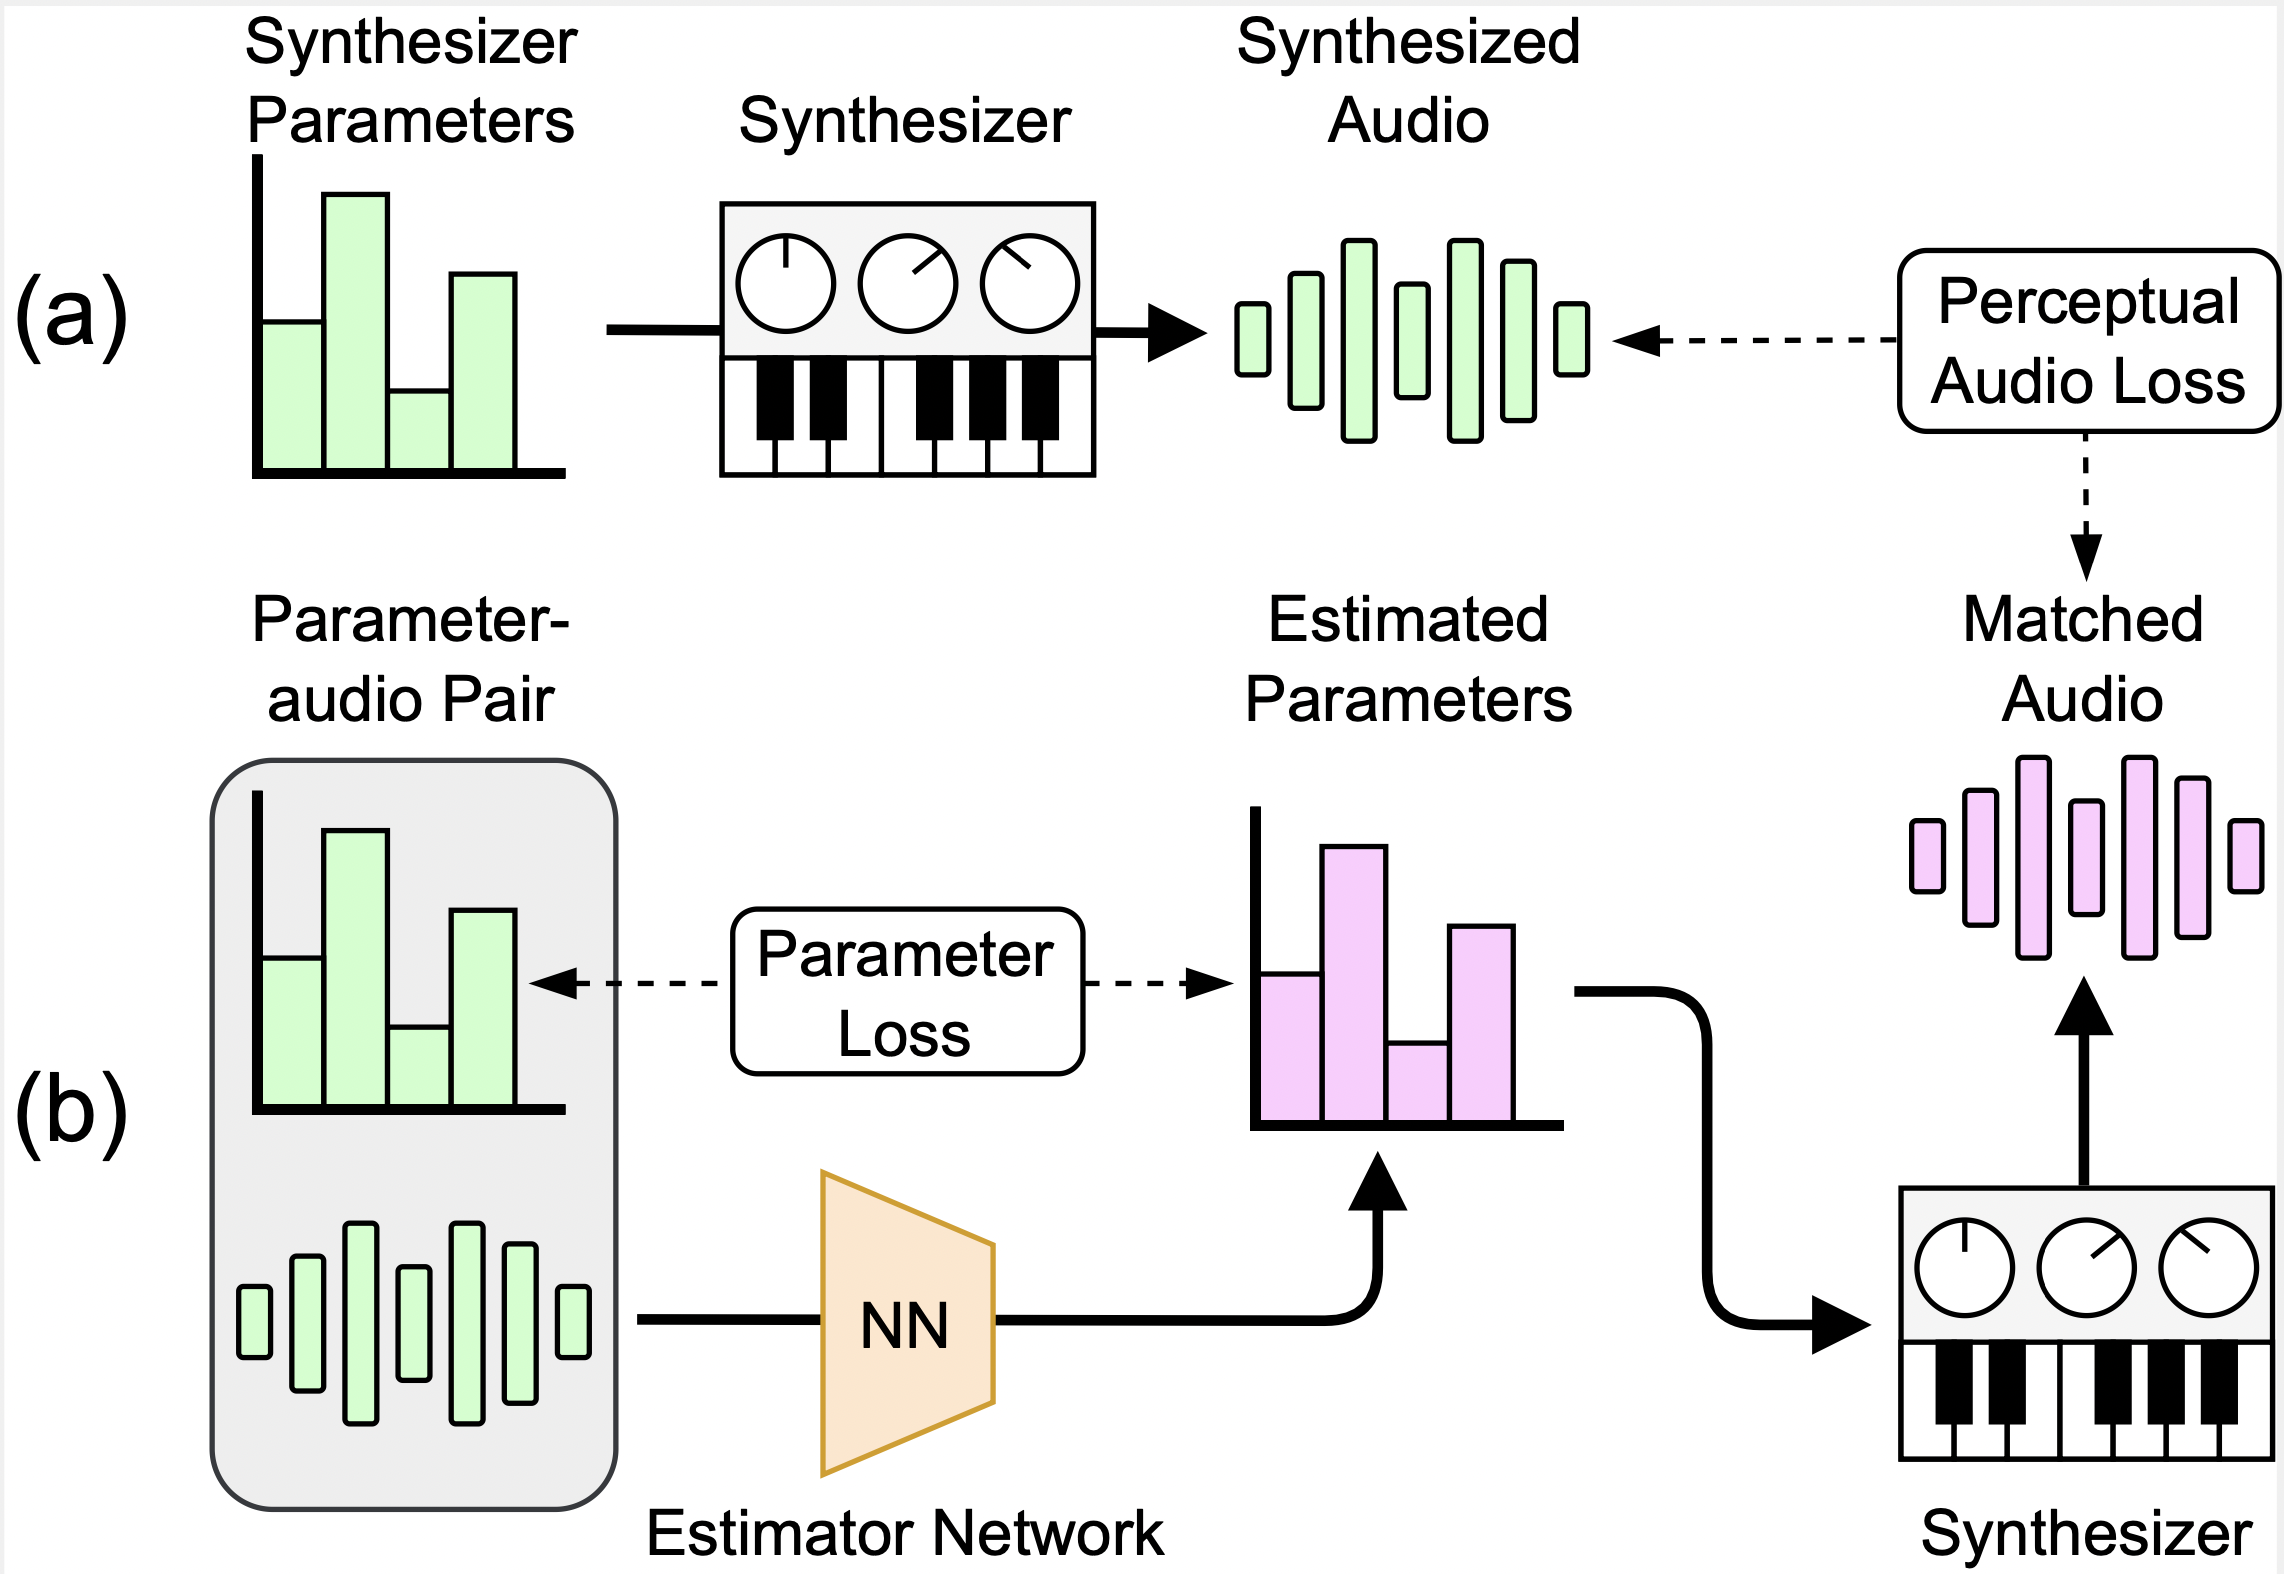 Synthesizer
Parameters
Synthesizer
Synthesized
Audio
(a)
Perceptual
Audio Loss
Parameter-
audio Pair
Estimated
Parameters
Matched
Audio
(b)
Parameter
Loss
NN
Estimator Network
Synthesizer